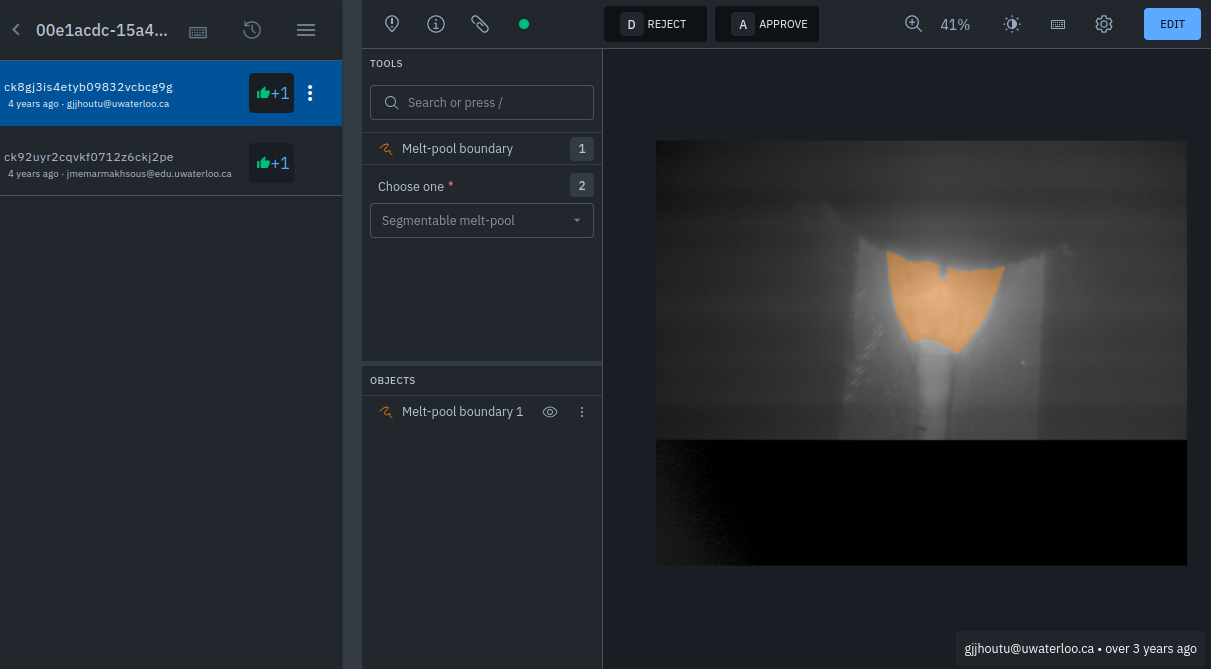 00e1acdc-15a4...
D REJECT
A APPROVE
41%
EDIT
ck8gj3is4etyb09832vcbcg9g
4 years ago · gjjhoutu@uwaterloo.ca
+1
ck92uyr2cqvkf0712z6ckj2pe
4 years ago · jmemarmakhsous@edu.uwaterloo.ca
+1
TOOLS
Search or press /
Melt-pool boundary 1
Choose one * 2
Segmentable melt-pool
OBJECTS
Melt-pool boundary 1
gjjhoutu@uwaterloo.ca • over 3 years ago